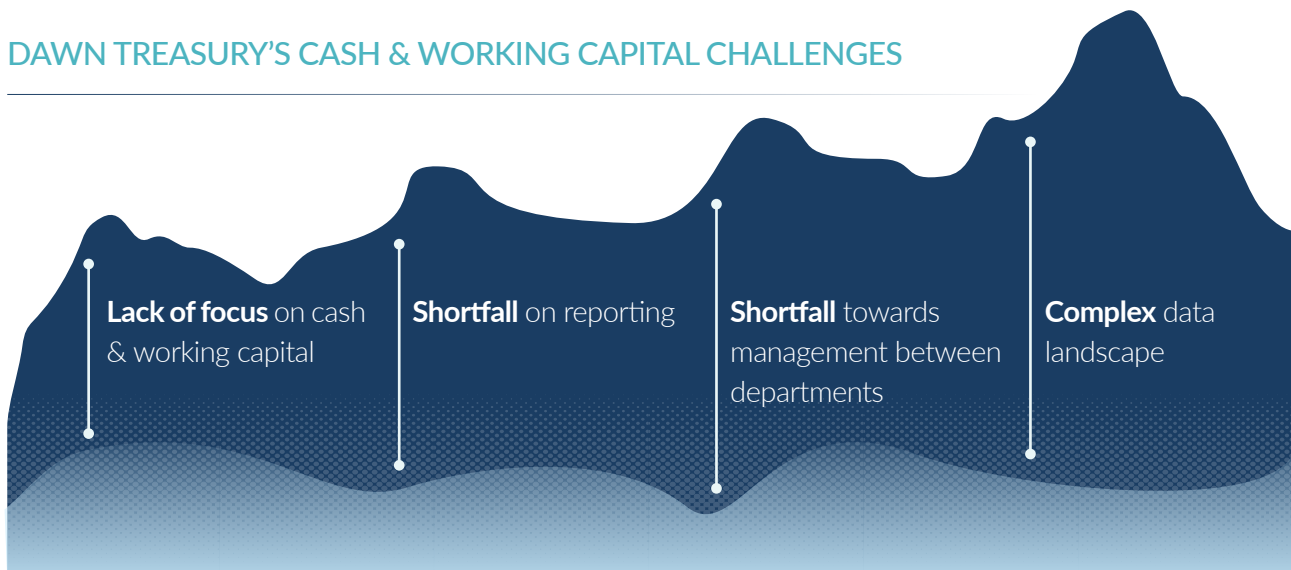 DAWN TREASURY’S CASH & WORKING CAPITAL CHALLENGES
Lack of focus on cash
& working capital
Shortfall on reporting
Shortfall towards
management between
departments
Complex data
landscape